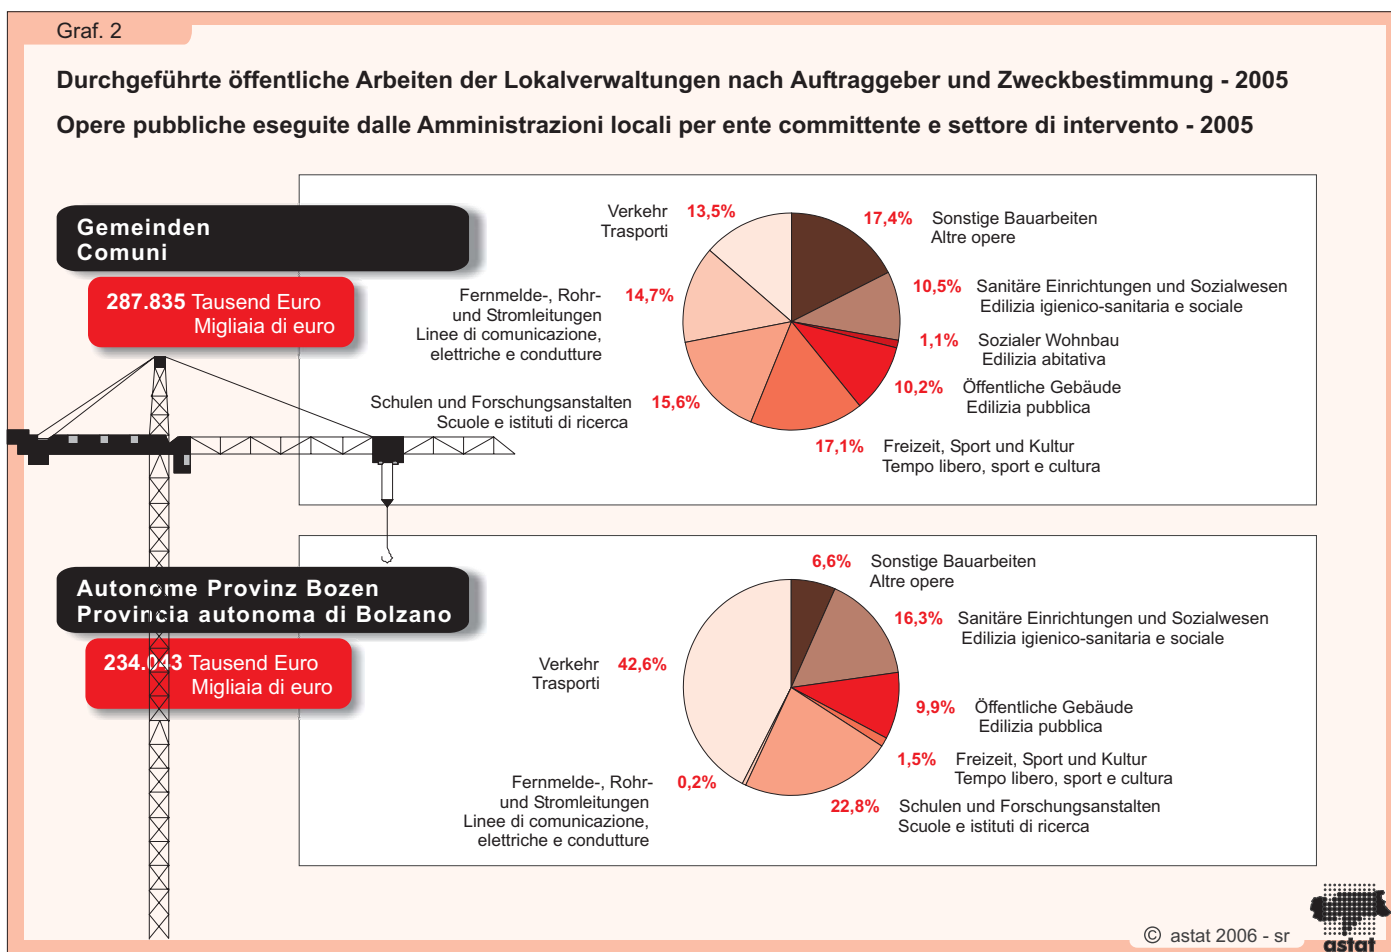 Graf. 2
Durchgeführte öffentliche Arbeiten der Lokalverwaltungen nach Auftraggeber und Zweckbestimmung - 2005
Opere pubbliche eseguite dalle Amministrazioni locali per ente committente e settore di intervento - 2005
Gemeinden
Comuni
287.835 Tausend Euro
Migliaia di euro
Verkehr 13,5%
Trasporti
17,4% Sonstige Bauarbeiten
Altre opere
Fernmelde-, Rohr-
14,7%
und Stromleitungen
Linee di comunicazione,
elettriche e condutture
10,5% Sanitäre Einrichtungen und Sozialwesen
Edilizia igienico-sanitaria e sociale
1,1% Sozialer Wohnbau
Edilizia abitativa
10,2% Öffentliche Gebäude
Edilizia pubblica
Schulen und Forschungsanstalten 15,6%
Scuole e istituti di ricerca
17,1% Freizeit, Sport und Kultur
Tempo libero, sport e cultura
Autonome Provinz Bozen
Provincia autonoma di Bolzano
234.043 Tausend Euro
Migliaia di euro
6,6% Sonstige Bauarbeiten
Altre opere
16,3% Sanitäre Einrichtungen und Sozialwesen
Edilizia igienico-sanitaria e sociale
Verkehr 42,6%
Trasporti
9,9% Öffentliche Gebäude
Edilizia pubblica
1,5% Freizeit, Sport und Kultur
Tempo libero, sport e cultura
Fernmelde-, Rohr- 0,2%
und Stromleitungen
Linee di comunicazione,
elettriche e condutture
22,8% Schulen und Forschungsanstalten
Scuole e istituti di ricerca
© astat 2006 - sr
astat